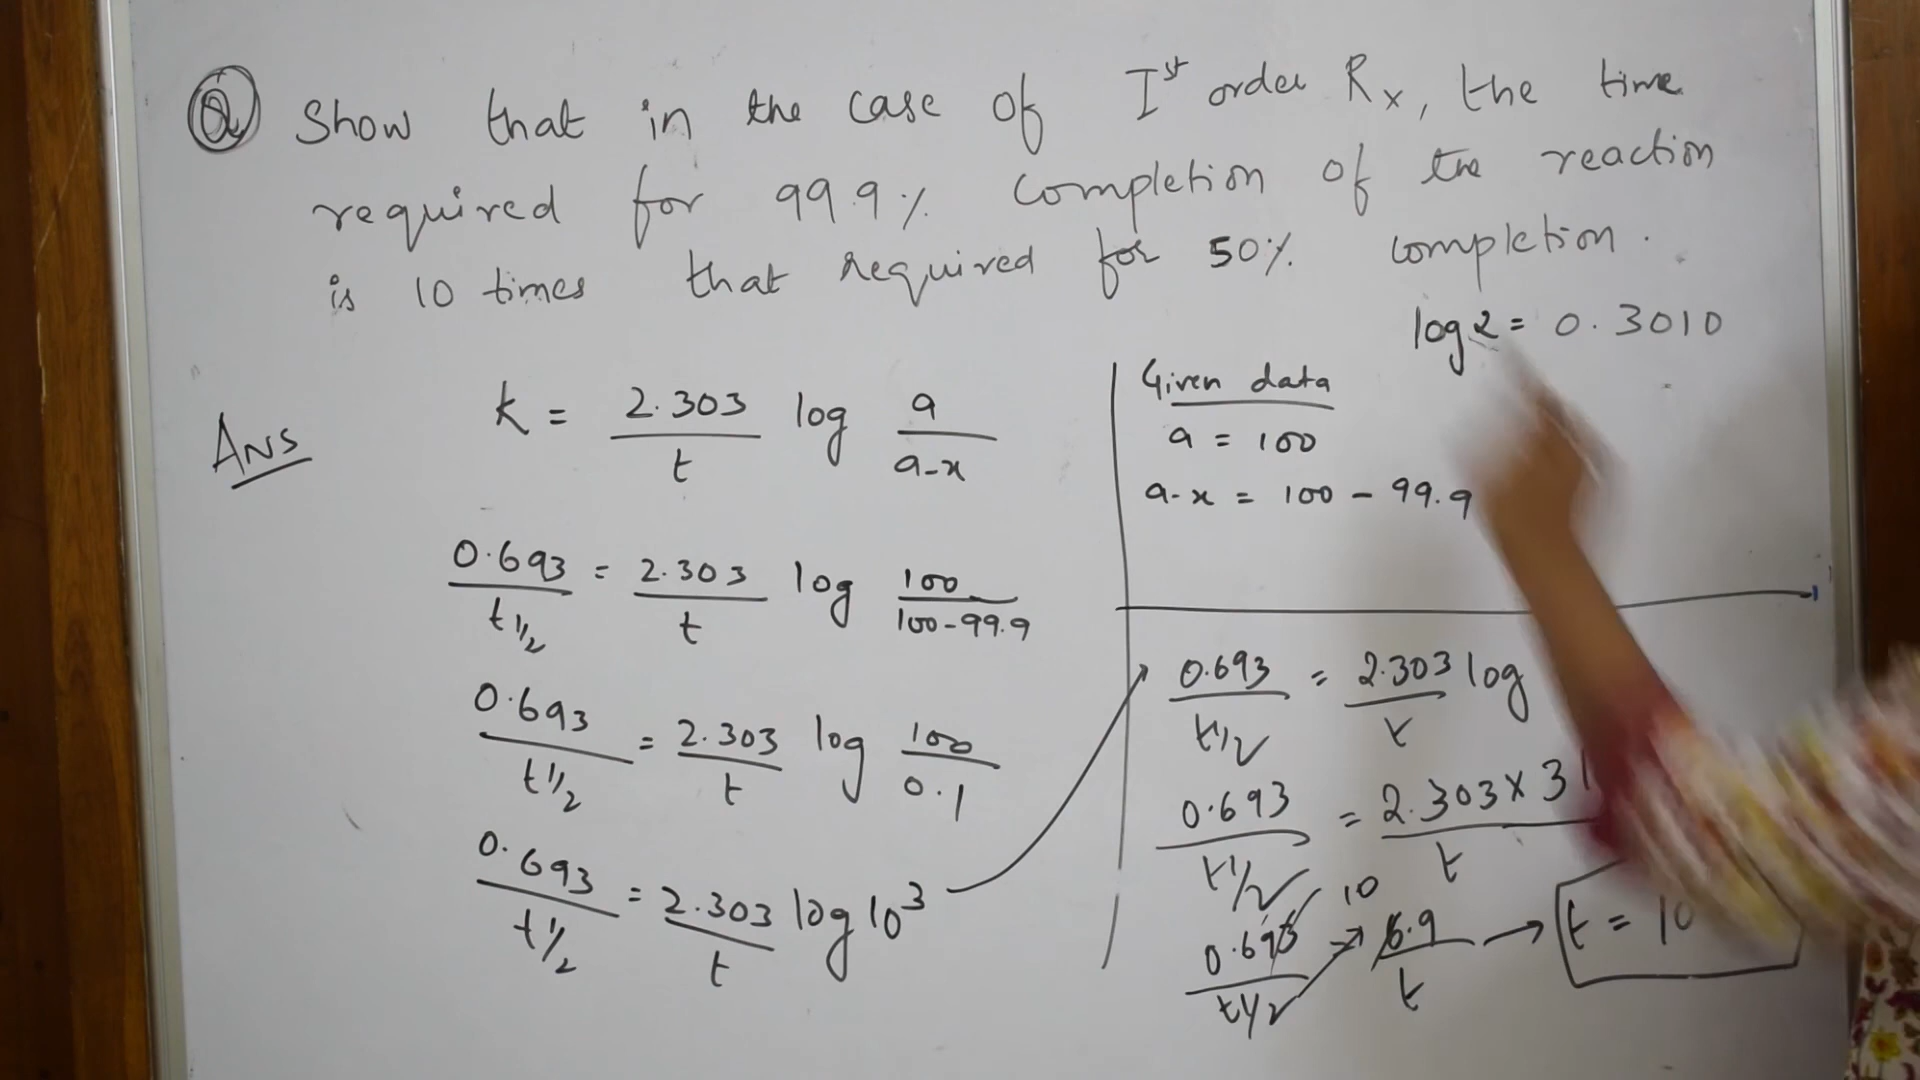 Q Show that in the case of Ist order Rx, the time
required for 99.9% completion of the reaction
is 10 times that required for 50% completion.
log 2 = 0.3010
Ans
K = 2.303/t log a/a-x
0.693/t1/2 = 2.303/t log 100/100-99.9
0.693/t1/2 = 2.303/t log 100/0.1
0.693/t1/2 = 2.303/t log 10^3
Given data
a = 100
a-x = 100 - 99.9
0.693/t1/2 = 2.303/t log
0.693/t1/2 = 2.303 x 3/t
10
0.693/t1/2 = 6.9/t → t = 10